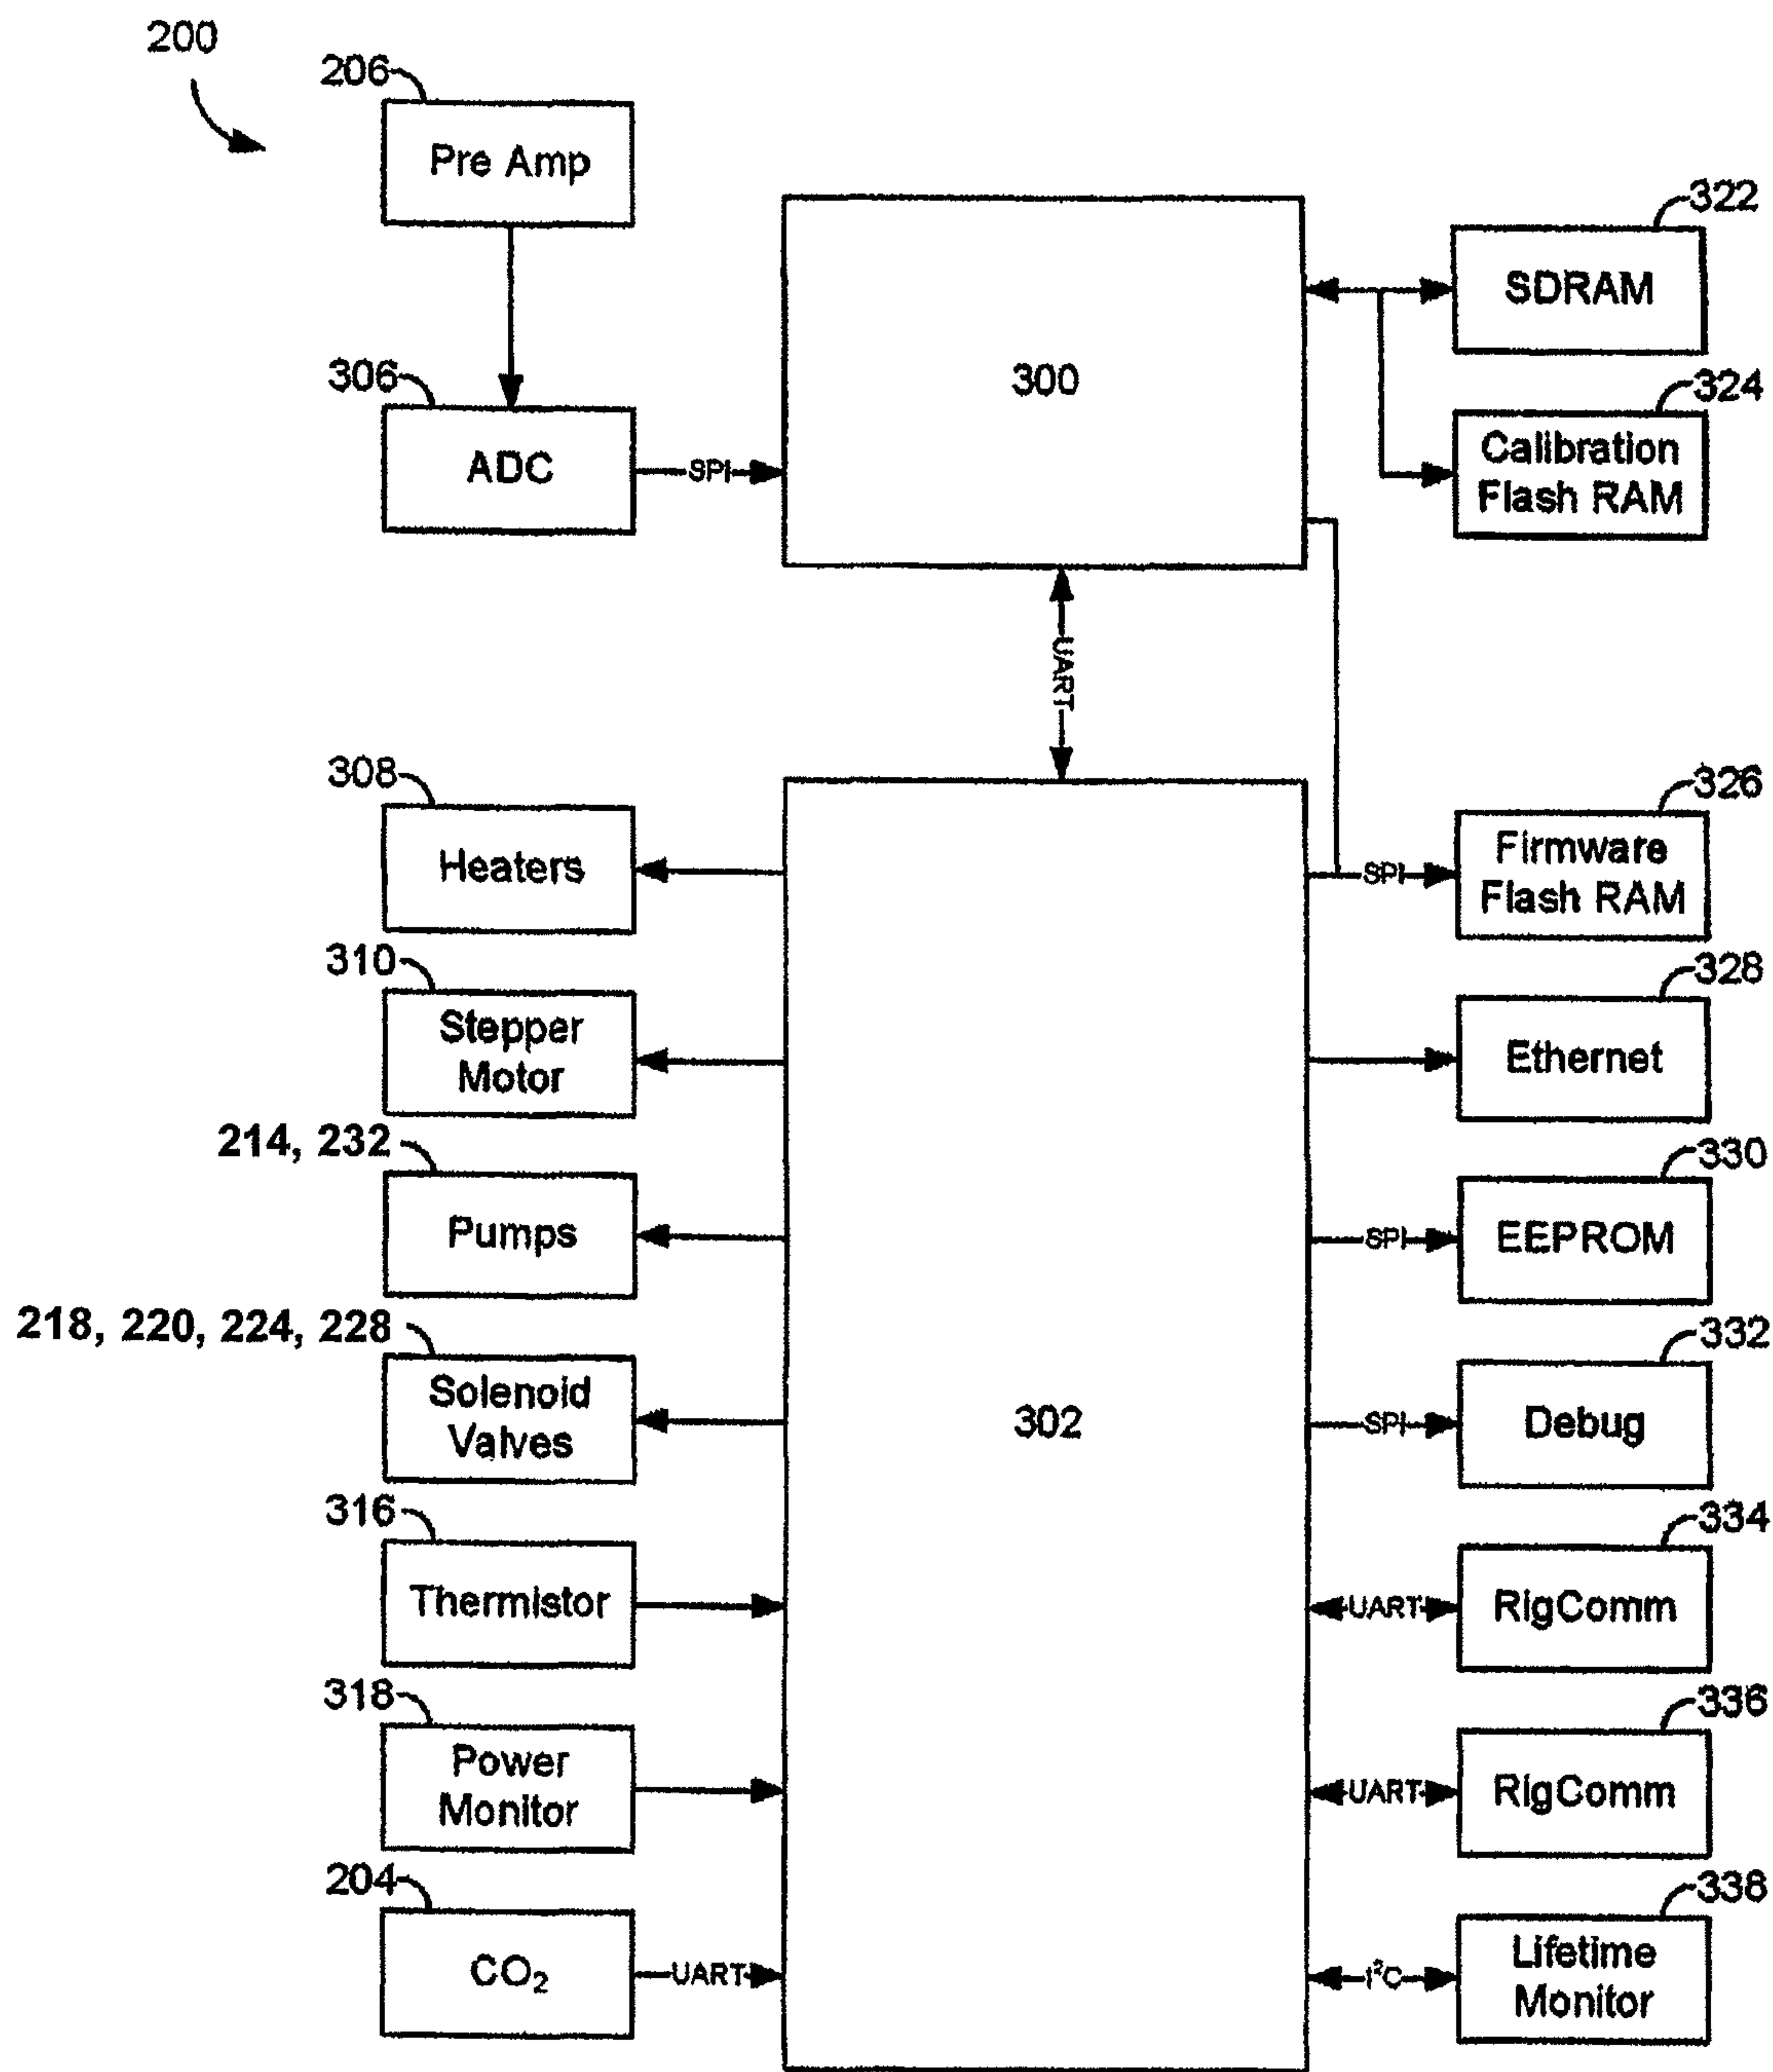 200
206
Pre Amp
306
ADC
SPI
300
322
SDRAM
324
Calibration
Flash RAM
UART
308
Heaters
310
Stepper
Motor
214, 232
Pumps
218, 220, 224, 228
Solenoid
Valves
316
Thermistor
318
Power
Monitor
204
CO₂
UART
302
326
SPI
Firmware
Flash RAM
328
Ethernet
330
SPI
EEPROM
332
SPI
Debug
334
UART
RigComm
336
UART
RigComm
338
I²C
Lifetime
Monitor